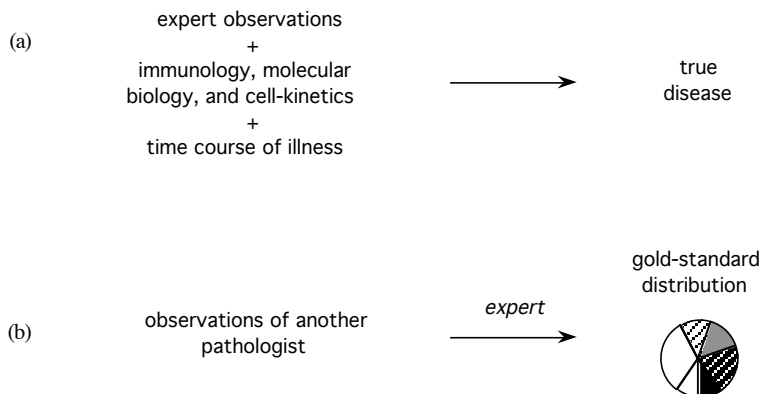 (a)
expert observations
+
immunology, molecular
biology, and cell-kinetics
+
time course of illness
true
disease
(b)
observations of another
pathologist
expert
gold-standard
distribution